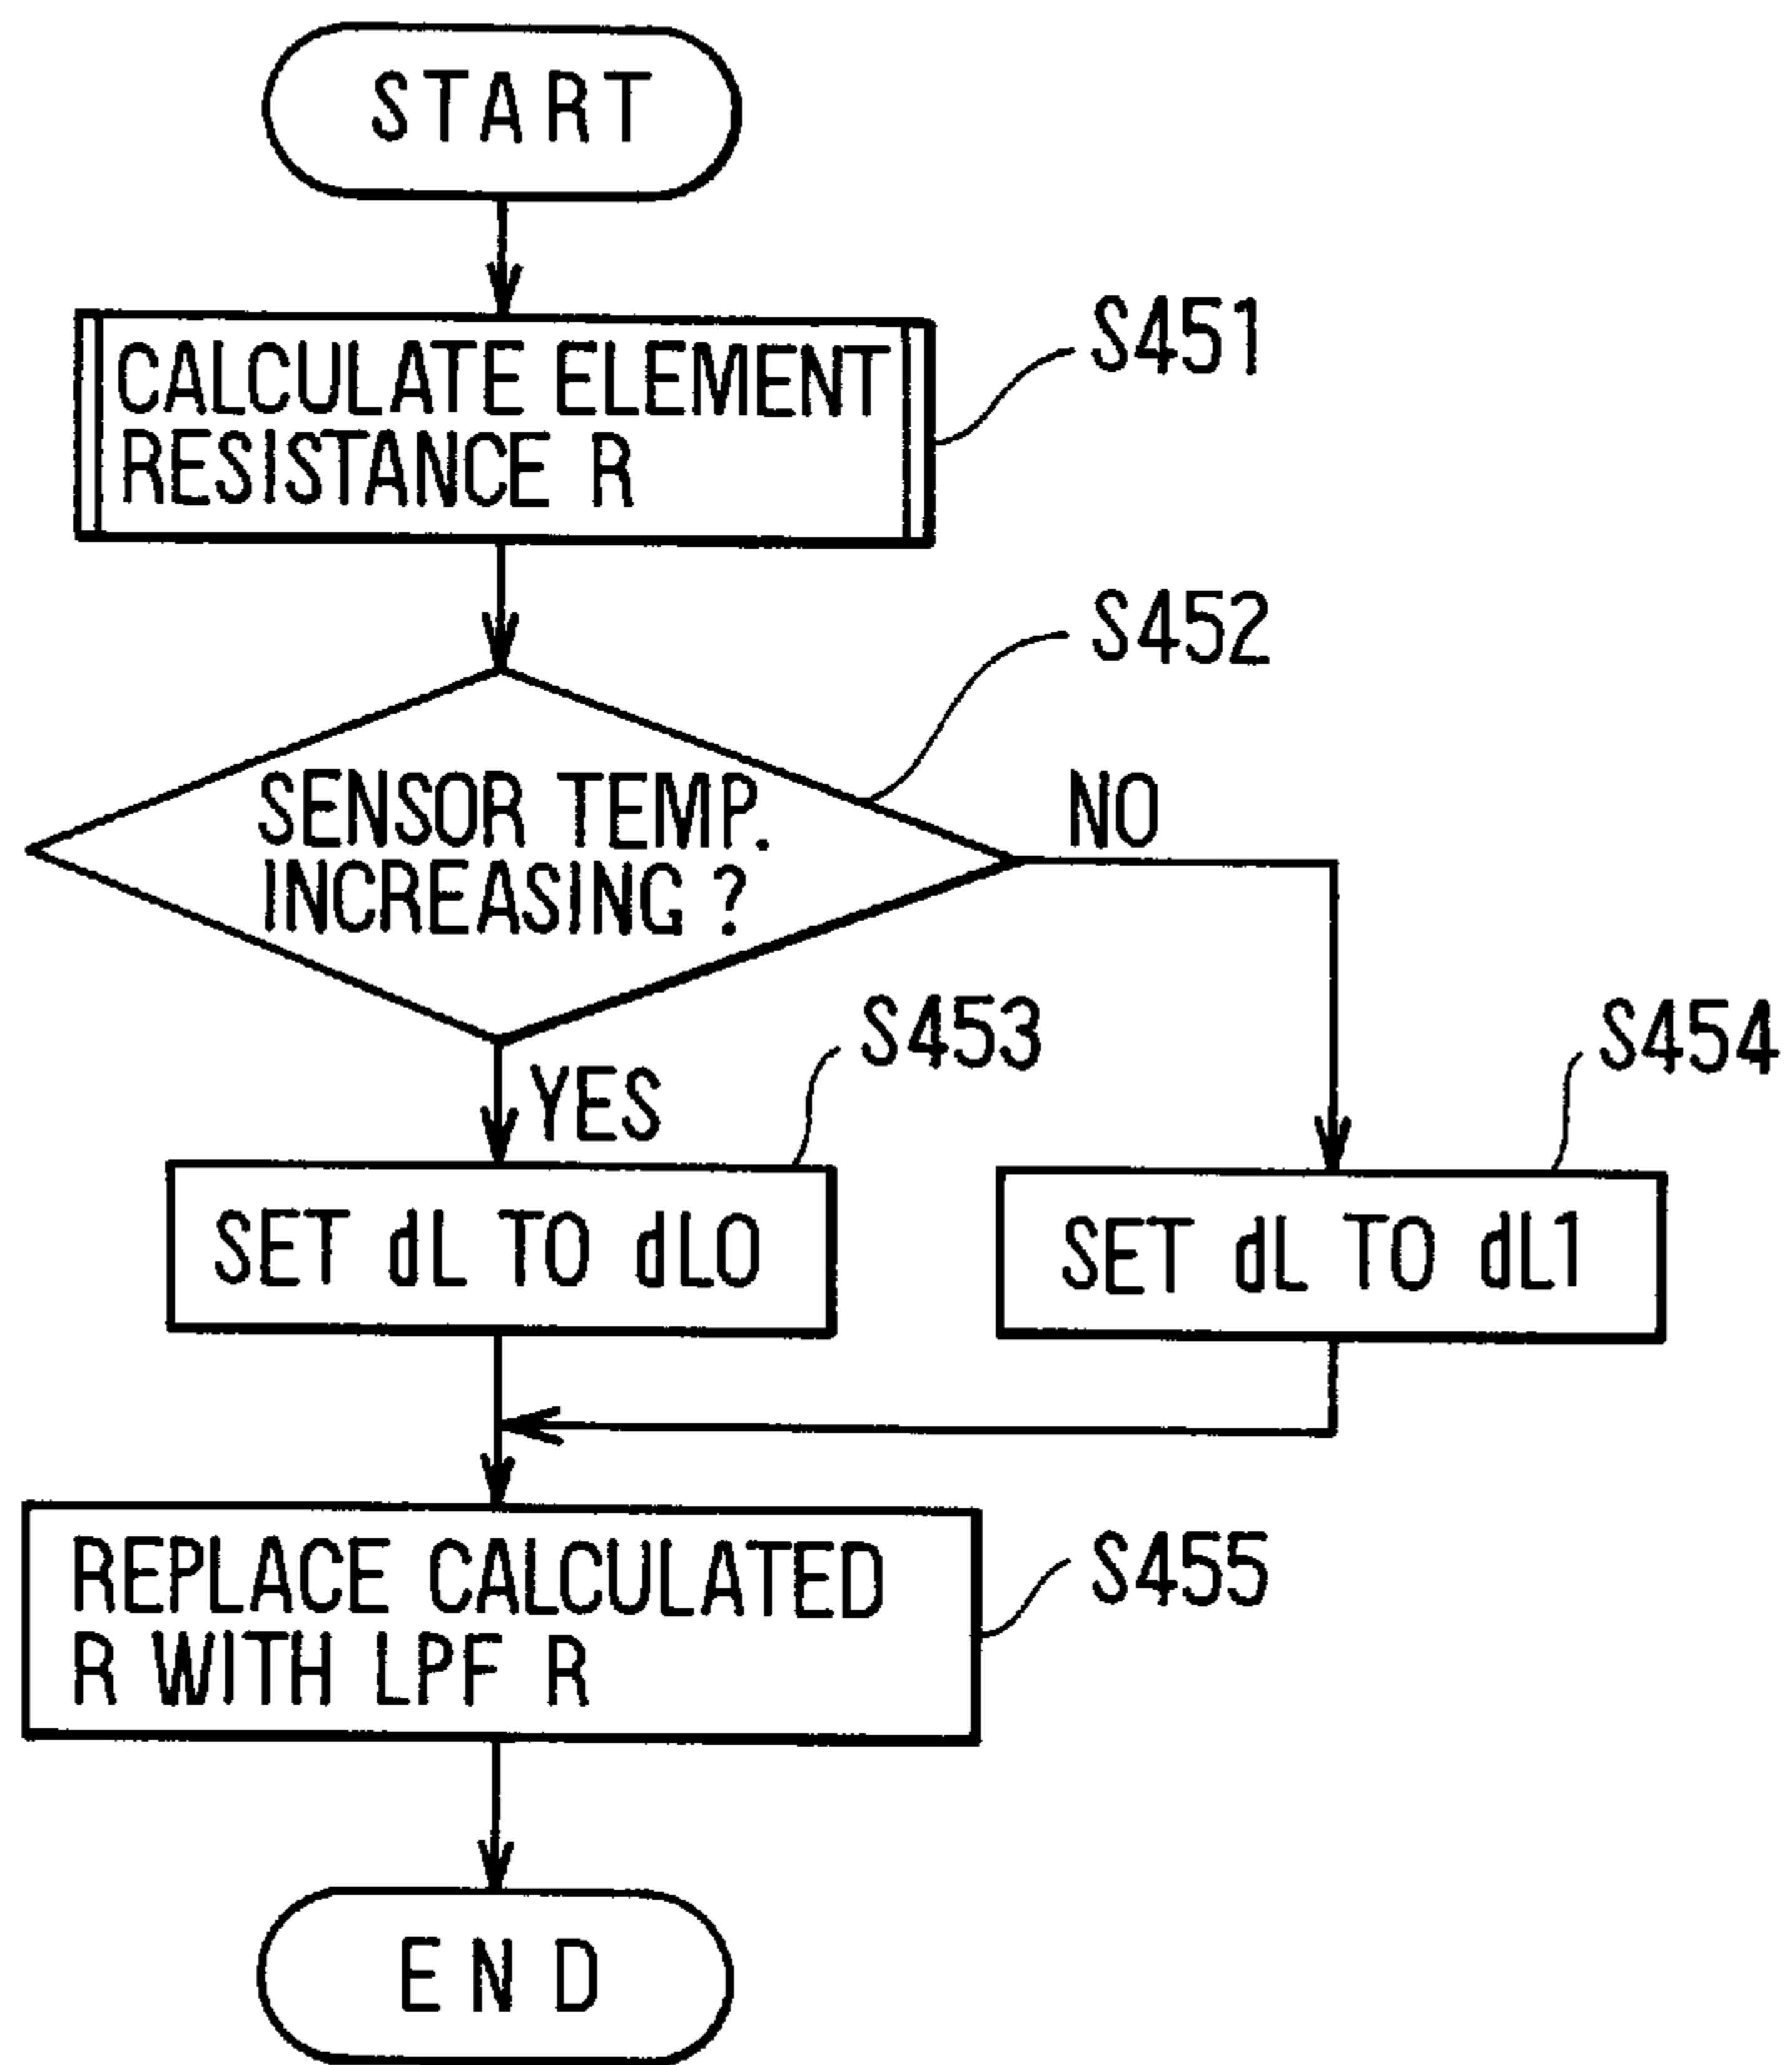 START
CALCULATE ELEMENT
RESISTANCE R
S451
S452
SENSOR TEMP.
INCREASING ?
NO
YES
S453
S454
SET dL TO dL0
SET dL TO dL1
REPLACE CALCULATED
R WITH LPF R
S455
END